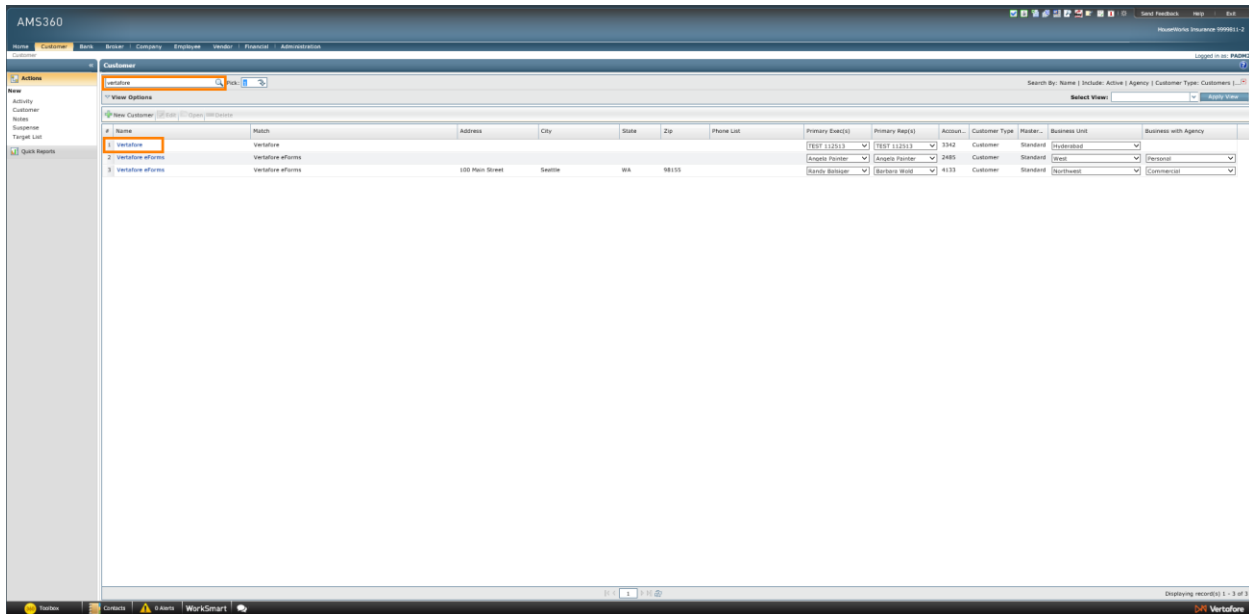 AMS360
Send Feedback Help Exit
HouseWorks Insurance 9999811-2
Home Customer Bank Broker Company Employee Vendor Financial Administration
Customer
Logged in as: PADM2
Customer
Actions
New
Activity
Customer
Notes
Suspense
Target List
Quick Reports
vertafore Pick:
Search By: Name | Include: Active | Agency | Customer Type: Customers |...
View Options
Select View: Apply View
New Customer Edit Open Delete
# Name Match Address City State Zip Phone List Primary Exec(s) Primary Rep(s) Accoun... Customer Type Master... Business Unit Business with Agency
1 Vertafore Vertafore TEST 112513 TEST 112513 3342 Customer Standard Hyderabad
2 Vertafore eForms Vertafore eForms Angela Painter Angela Painter 2485 Customer Standard West Personal
3 Vertafore eForms Vertafore eForms 100 Main Street Seattle WA 98155 Randy Barbara Wold 4133 Customer Standard Northwest Commercial
1
Displaying record(s) 1 - 3 of 3
Toolbox Contacts 0 Alerts WorkSmart Vertafore